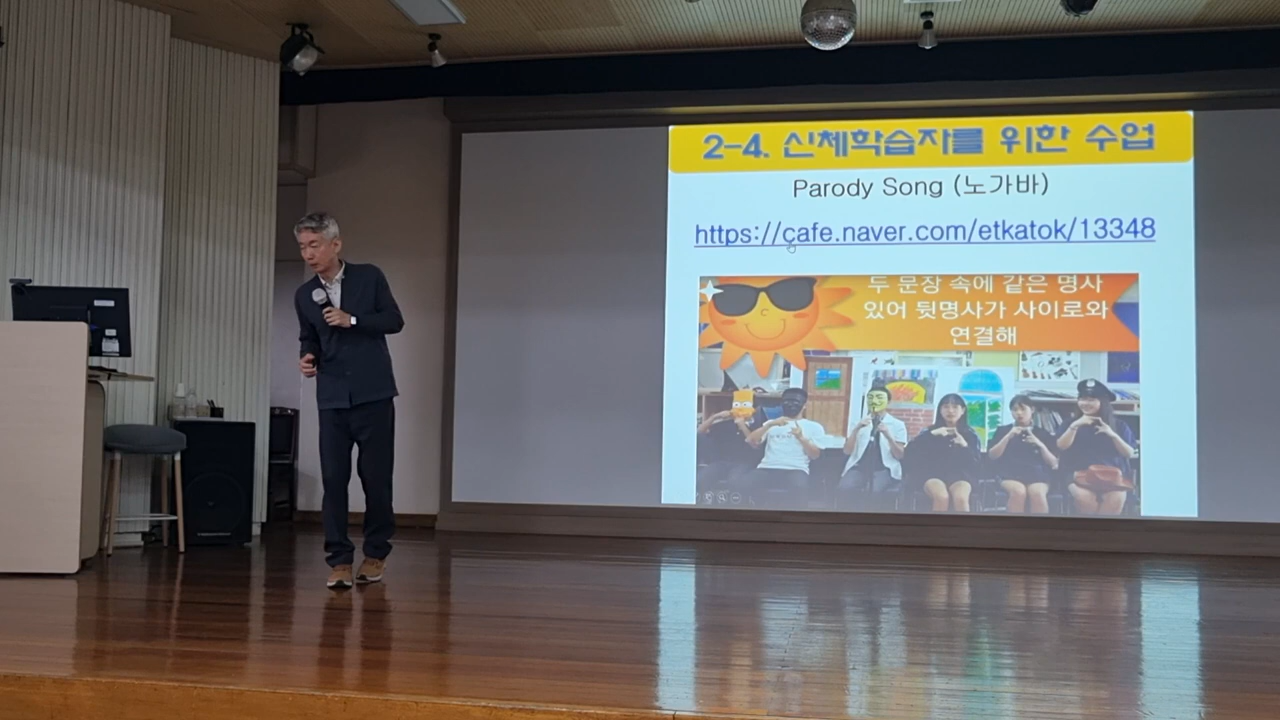 2-4. 신체학습자를 위한 수업
Parody Song (노가바)
https://cafe.naver.com/etkatok/13348
두 문장 속에 같은 명사
있어 뒷명사가 사이로와
연결해